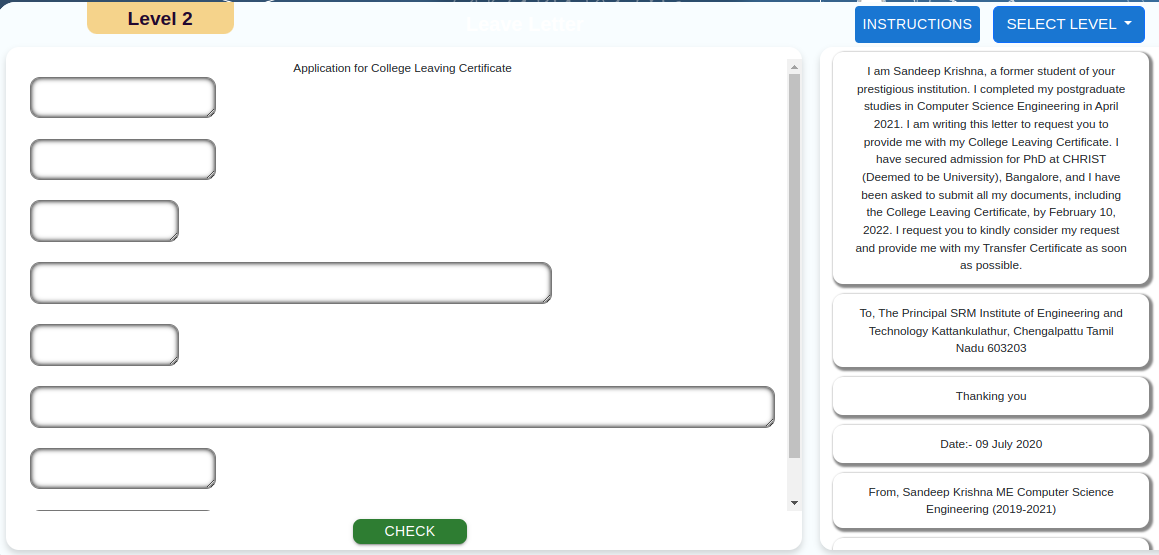 Level 2
Leave Letter
INSTRUCTIONS
SELECT LEVEL
Application for College Leaving Certificate
CHECK
I am Sandeep Krishna, a former student of your
prestigious institution. I completed my postgraduate
studies in Computer Science Engineering in April
2021. I am writing this letter to request you to
provide me with my College Leaving Certificate. I
have secured admission for PhD at CHRIST
(Deemed to be University), Bangalore, and I have
been asked to submit all my documents, including
the College Leaving Certificate, by February 10,
2022. I request you to kindly consider my request
and provide me with my Transfer Certificate as soon
as possible.
To, The Principal SRM Institute of Engineering and
Technology Kattankulathur, Chengalpattu Tamil
Nadu 603203
Thanking you
Date:- 09 July 2020
From, Sandeep Krishna ME Computer Science
Engineering (2019-2021)